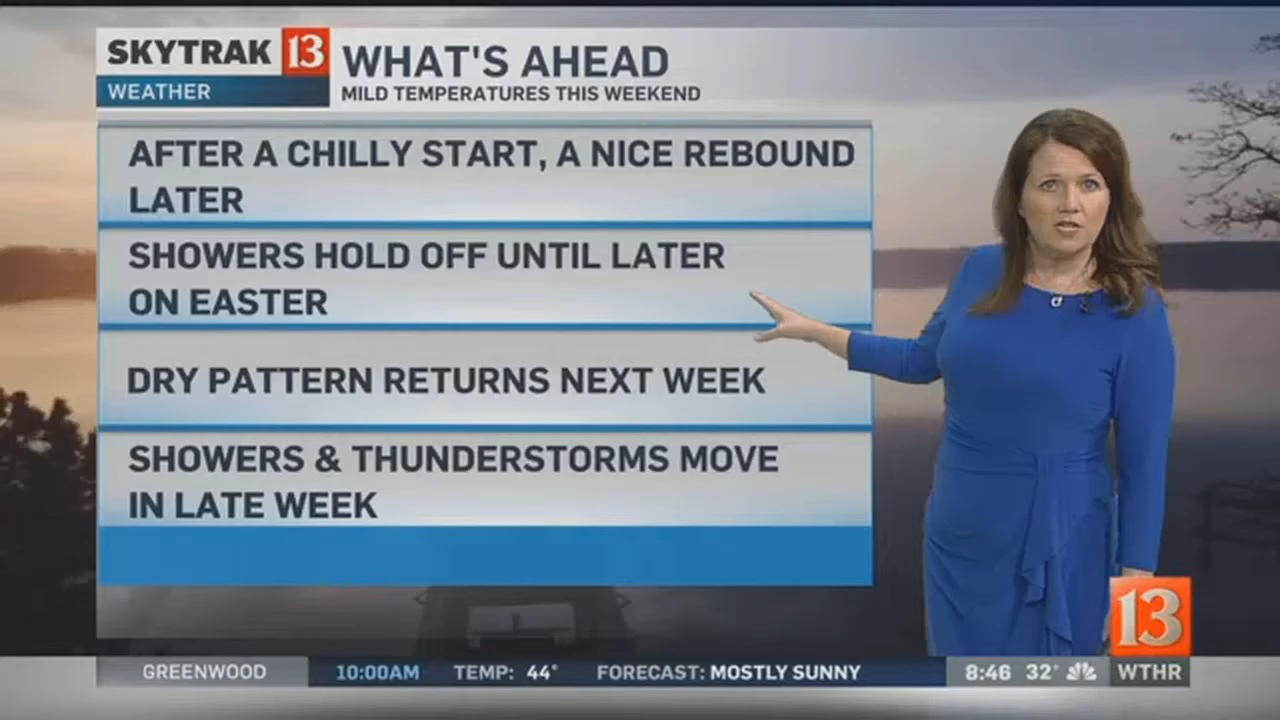 SKYTRAK 13
WEATHER
WHAT'S AHEAD
MILD TEMPERATURES THIS WEEKEND
AFTER A CHILLY START, A NICE REBOUND
LATER
SHOWERS HOLD OFF UNTIL LATER
ON EASTER
DRY PATTERN RETURNS NEXT WEEK
SHOWERS & THUNDERSTORMS MOVE
IN LATE WEEK
13
GREENWOOD 10:00AM TEMP: 44° FORECAST: MOSTLY SUNNY 8:46 32° WTHR